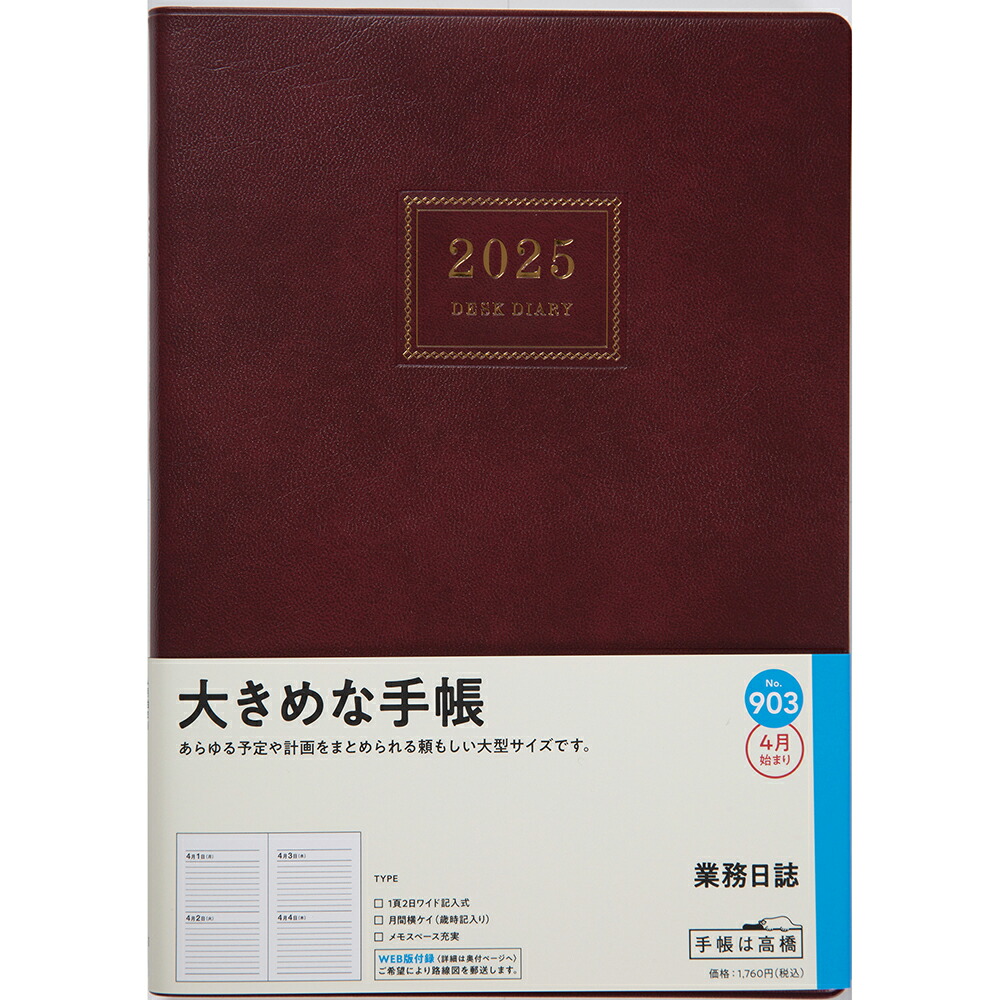 2025
DESK DIARY
大きめな手帳
あらゆる予定や計画をまとめられる頼もしい大型サイズです。
No.
903
4月
始まり
4月1日(月)
4月3日(水)
4月2日(火)
4月4日(木)
TYPE
□ 1頁2日ワイド記入式
□ 月間横ケイ(歳時記入り)
□ メモスペース充実
WEB版付録 〈詳細は奥付ページへ〉
ご希望により路線図を郵送します。
業務日誌
手帳は高橋
価格:1,760円(税込)